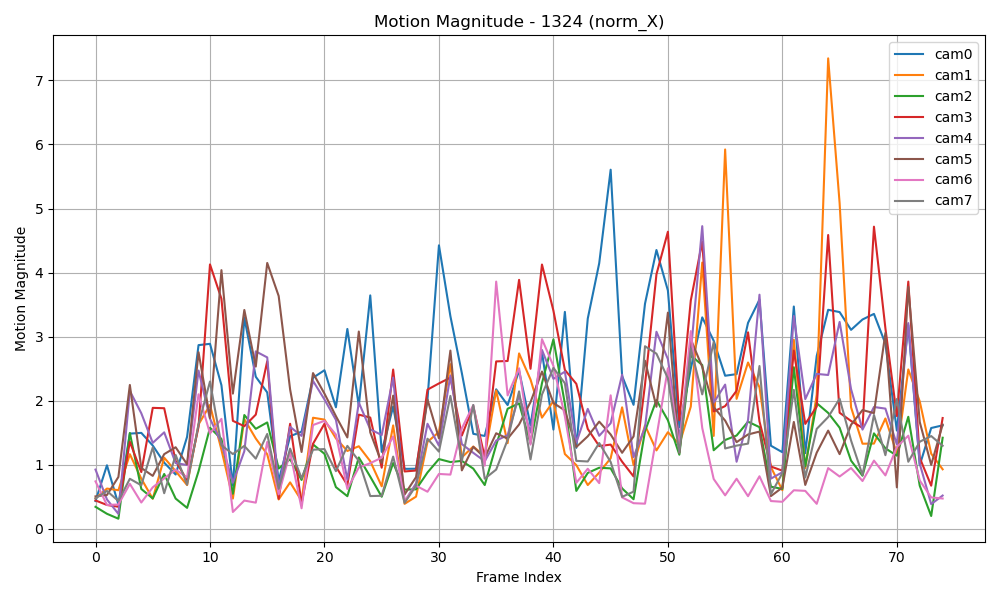 Motion Magnitude - 1324 (norm_X)
Motion Magnitude
7
6
5
4
3
2
1
0
0 10 20 30 40 50 60 70
Frame Index
cam0
cam1
cam2
cam3
cam4
cam5
cam6
cam7